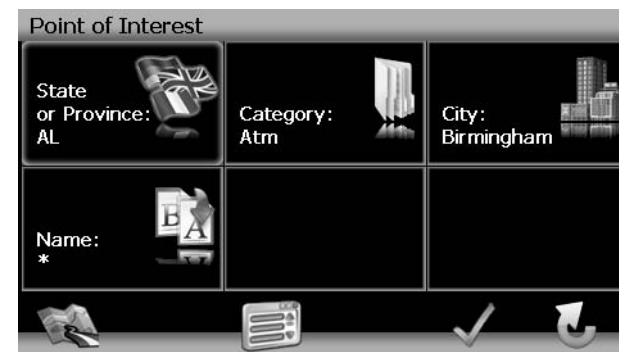 Point of Interest
State
or Province:
AL
Category:
Atm
City:
Birmingham
Name:
*
B
A